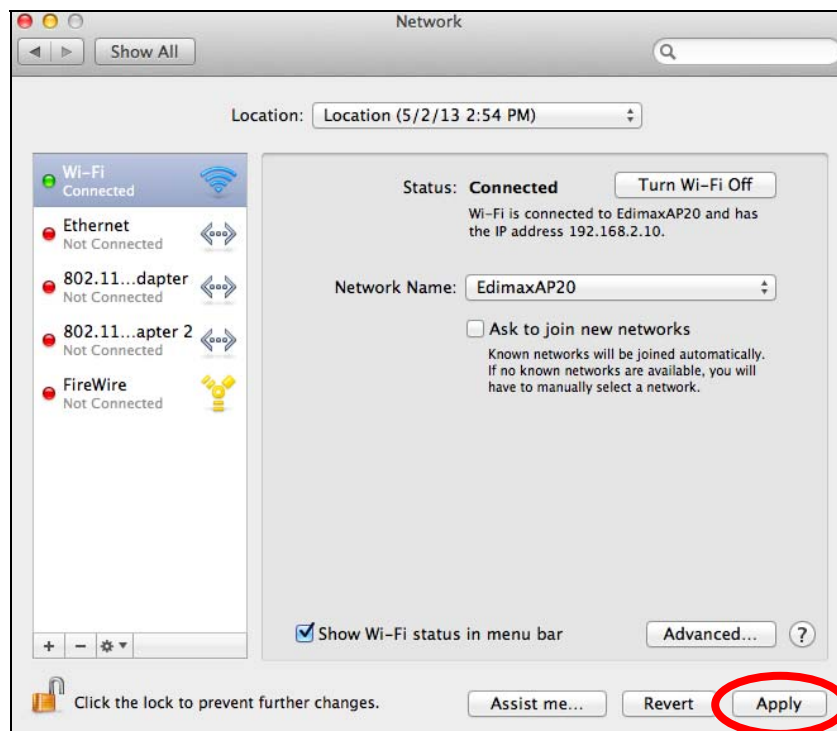 Network
Show All
Location: Location (5/2/13 2:54 PM)
Wi-Fi
Connected
Ethernet
Not Connected
802.11...dapter
Not Connected
802.11...apter 2
Not Connected
FireWire
Not Connected
Status: Connected
Turn Wi-Fi Off
Wi-Fi is connected to EdimaxAP20 and has
the IP address 192.168.2.10.
Network Name: EdimaxAP20
Ask to join new networks
Known networks will be joined automatically.
If no known networks are available, you will
have to manually select a network.
Show Wi-Fi status in menu bar
Advanced...
?
+ −
Click the lock to prevent further changes.
Assist me...
Revert
Apply